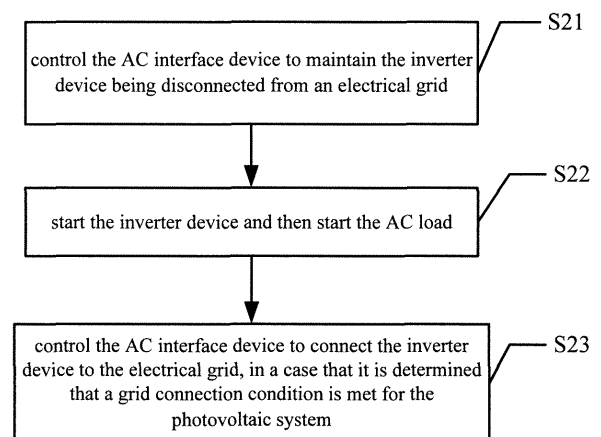 S21
control the AC interface device to maintain the inverter
device being disconnected from an electrical grid
S22
start the inverter device and then start the AC load
S23
control the AC interface device to connect the inverter
device to the electrical grid, in a case that it is determined
that a grid connection condition is met for the
photovoltaic system